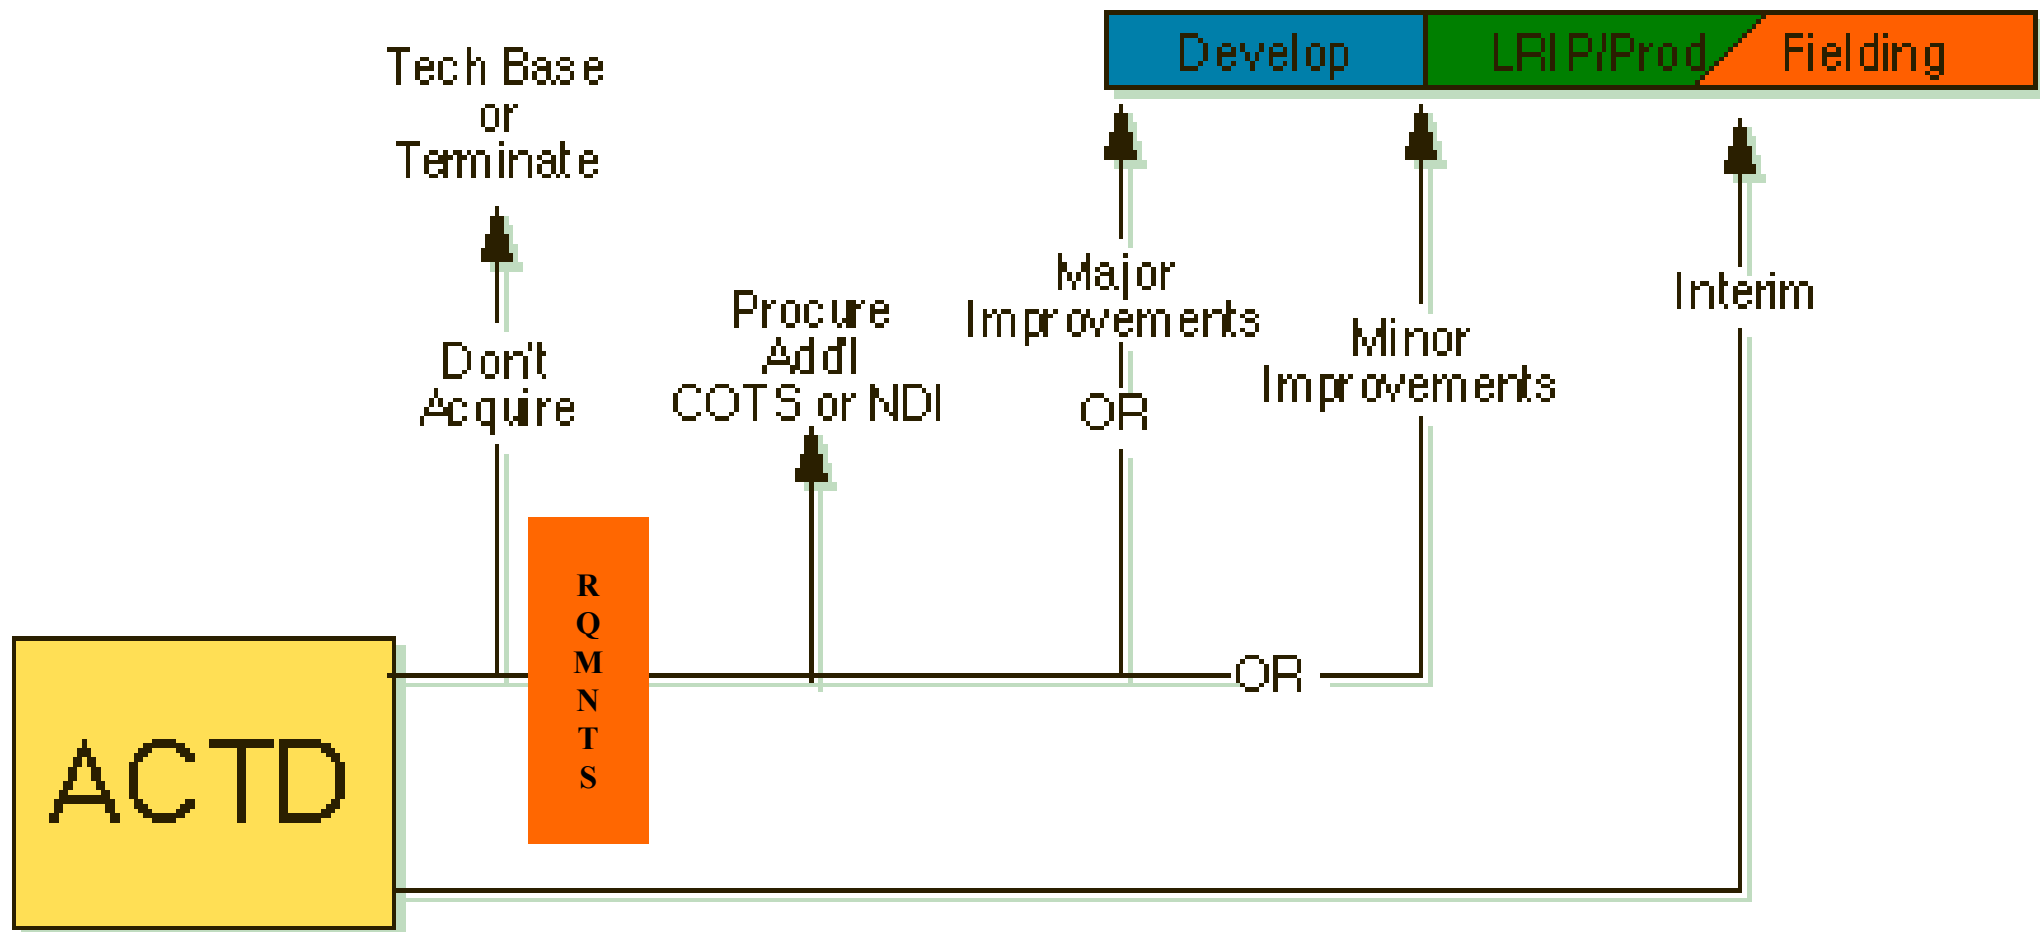 Develop
LRIP/Prod
Fielding
Tech Base
or
Terminate
Don't
Acquire
Procure
Add'l
COTS or NDI
Major
Improvements
OR
Minor
Improvements
Interim
R
Q
M
N
T
S
OR
ACTD